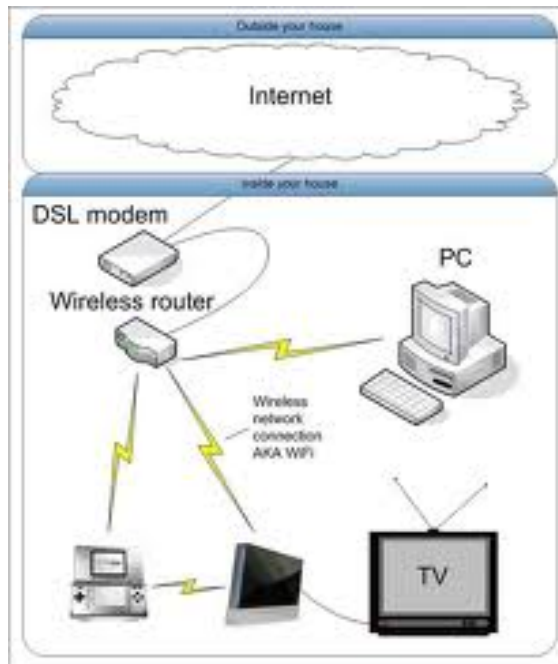 Outside your house
Internet
Inside your house
DSL modem
PC
Wireless router
Wireless
network
connection
AKA WiFi
TV